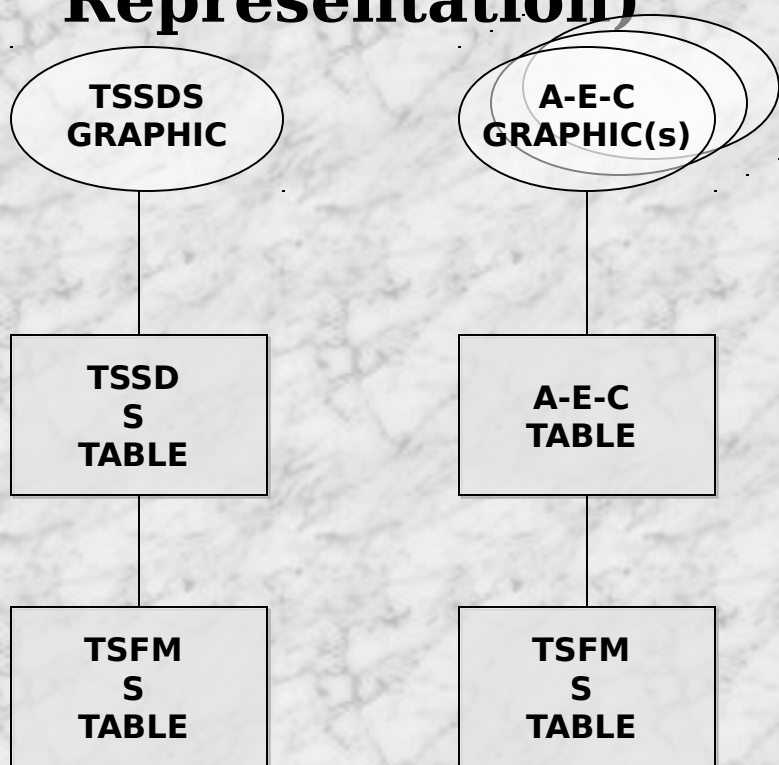 Representation)
TSSDS
GRAPHIC
A-E-C
GRAPHIC(s)
TSSD
S
TABLE
A-E-C
TABLE
TSFM
S
TABLE
TSFM
S
TABLE